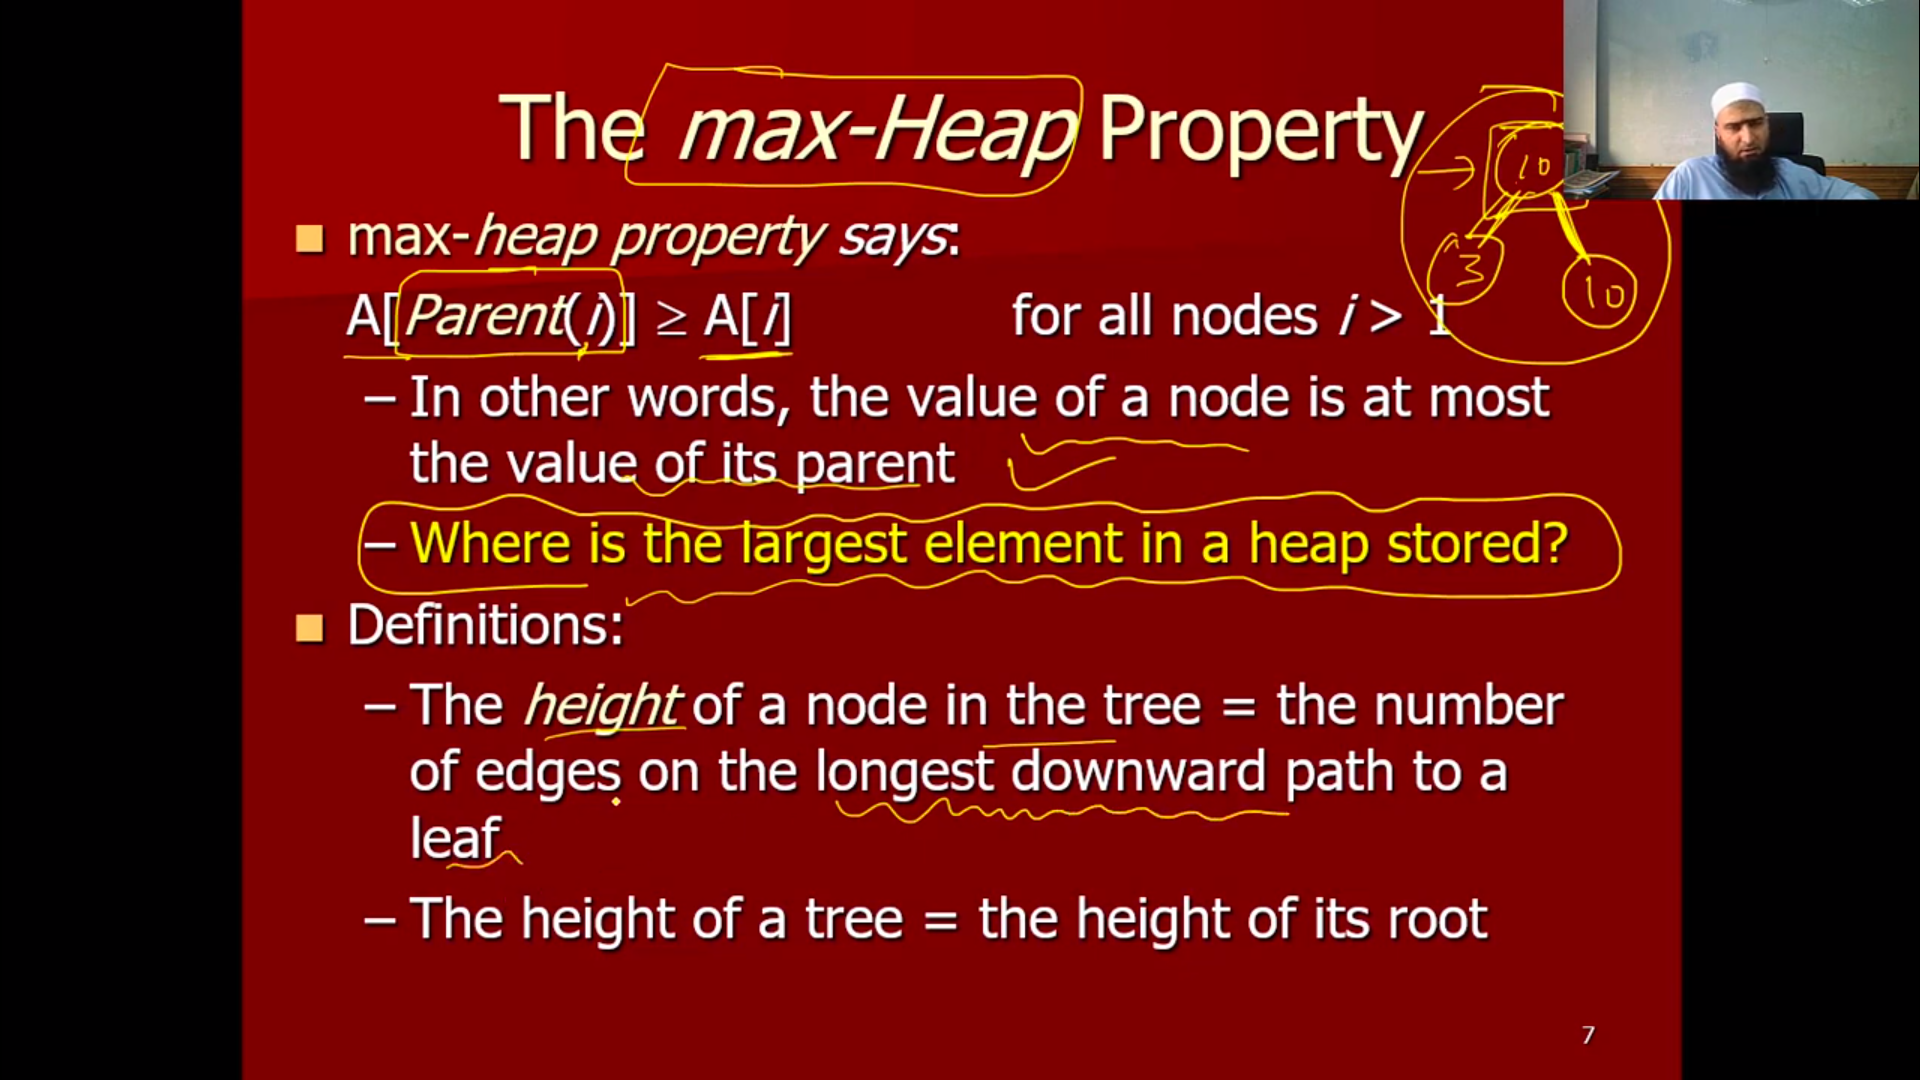 The max-Heap Property
10
3
10
■ max-heap property says:
A[Parent(i)] ≥ A[i] for all nodes i > 1
– In other words, the value of a node is at most
the value of its parent
– Where is the largest element in a heap stored?
■ Definitions:
– The height of a node in the tree = the number
of edges on the longest downward path to a
leaf
– The height of a tree = the height of its root
7